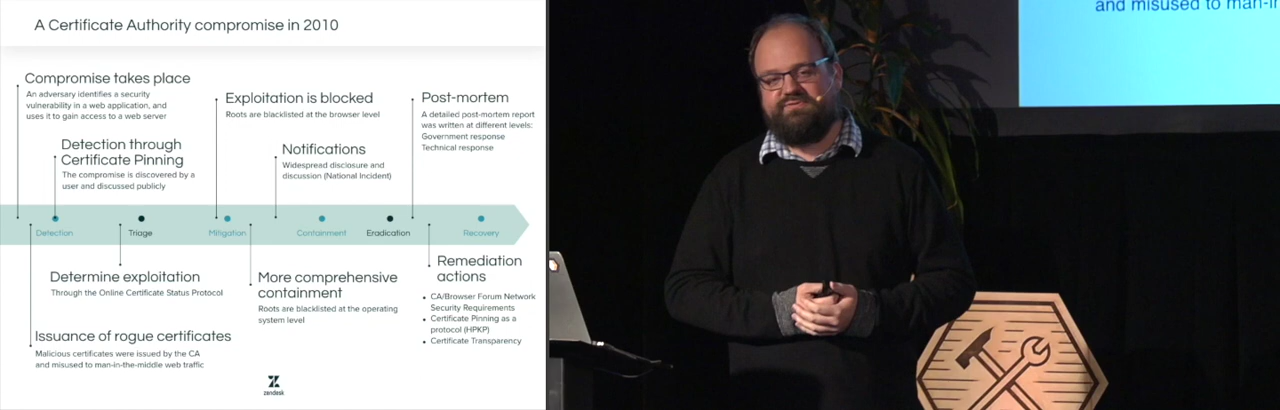 A Certificate Authority compromise in 2010
Compromise takes place
An adversary identifies a security
vulnerability in a web application, and
uses it to gain access to a web server
Detection through
Certificate Pinning
The compromise is discovered by a
user and discussed publicly
Exploitation is blocked
Roots are blacklisted at the browser level
Notifications
Widespread disclosure and
discussion (National Incident)
Post-mortem
A detailed post-mortem report
was written at different levels:
Government response
Technical response
Detection
Triage
Mitigation
Containment
Eradication
Recovery
Determine exploitation
Through the Online Certificate Status Protocol
Issuance of rogue certificates
Malicious certificates were issued by the CA
and misused to man-in-the-middle web traffic
More comprehensive
containment
Roots are blacklisted at the operating
system level
Remediation
actions
• CA/Browser Forum Network
Security Requirements
• Certificate Pinning as a
protocol (HPKP)
• Certificate Transparency
zendesk
and misused to man-in